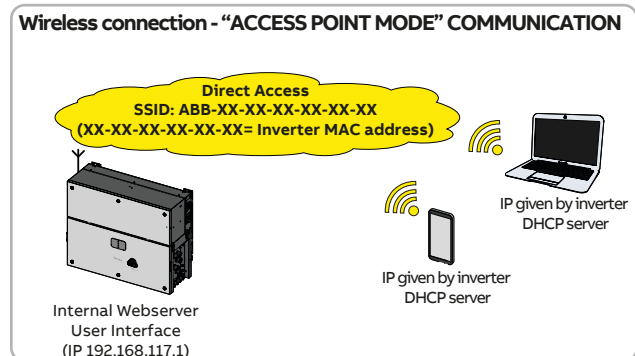 Wireless connection - “ACCESS POINT MODE” COMMUNICATION
Direct Access
SSID: ABB-XX-XX-XX-XX-XX-XX
(XX-XX-XX-XX-XX-XX= Inverter MAC address)
IP given by inverter
DHCP server
IP given by inverter
DHCP server
Internal Webserver
User Interface
(IP 192.168.117.1)